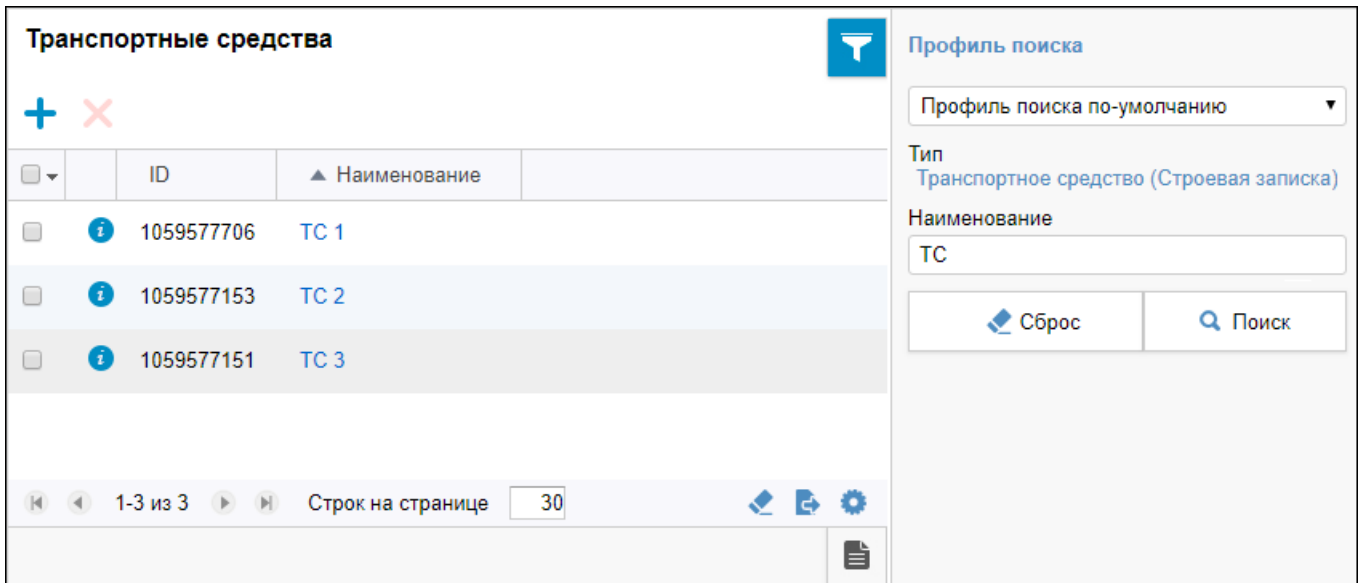 Транспортные средства
ID ▲ Наименование
1059577706 ТС 1
1059577153 ТС 2
1059577151 ТС 3
1-3 из 3 Строк на странице 30
Профиль поиска
Профиль поиска по-умолчанию
Тип
Транспортное средство (Строевая записка)
Наименование
ТС
Сброс Поиск